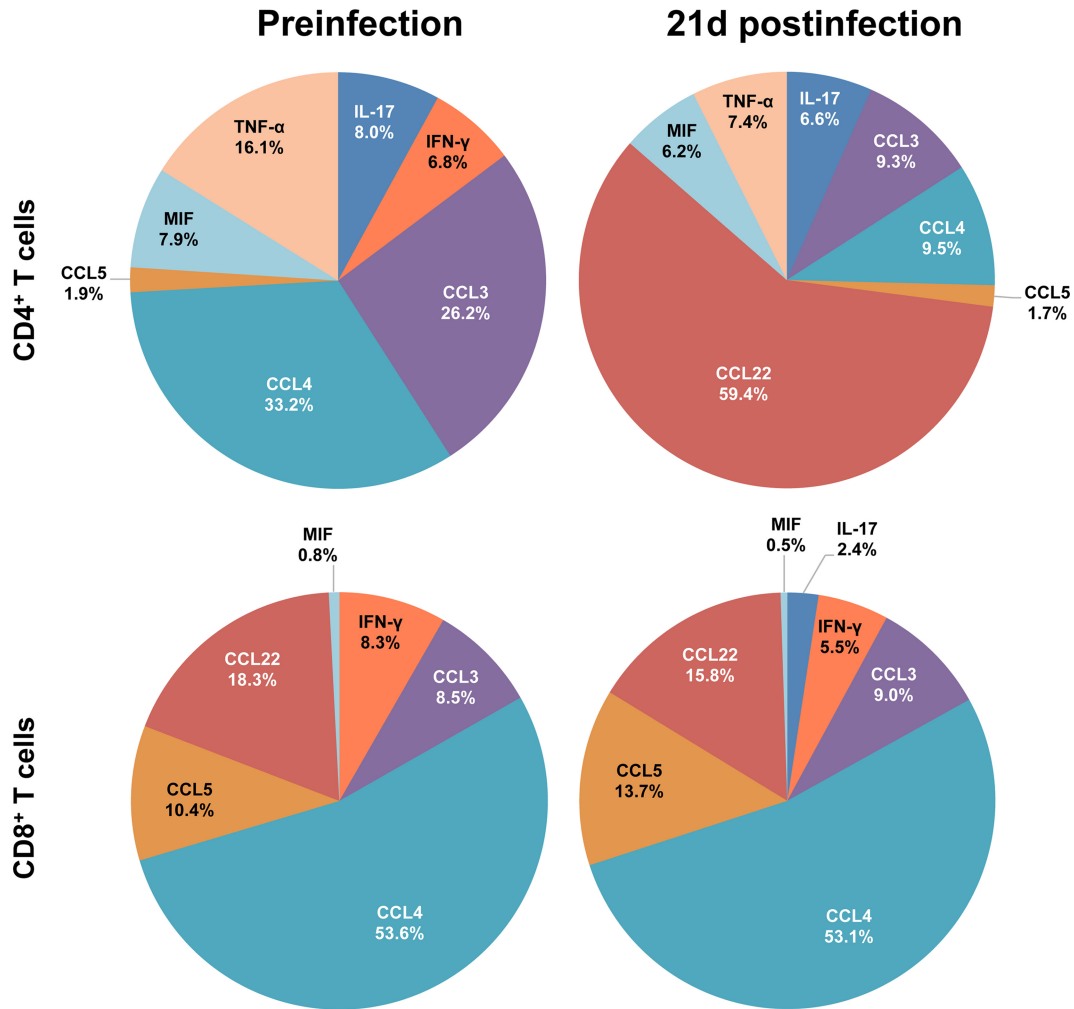 Preinfection
21d postinfection
CD4⁺ T cells
IL-17
8.0%
IFN-γ
6.8%
CCL3
26.2%
CCL4
33.2%
CCL5
1.9%
MIF
7.9%
TNF-α
16.1%
IL-17
6.6%
CCL3
9.3%
CCL4
9.5%
CCL5
1.7%
CCL22
59.4%
MIF
6.2%
TNF-α
7.4%
CD8⁺ T cells
MIF
0.8%
IFN-γ
8.3%
CCL3
8.5%
CCL4
53.6%
CCL5
10.4%
CCL22
18.3%
MIF
0.5%
IL-17
2.4%
IFN-γ
5.5%
CCL3
9.0%
CCL4
53.1%
CCL5
13.7%
CCL22
15.8%